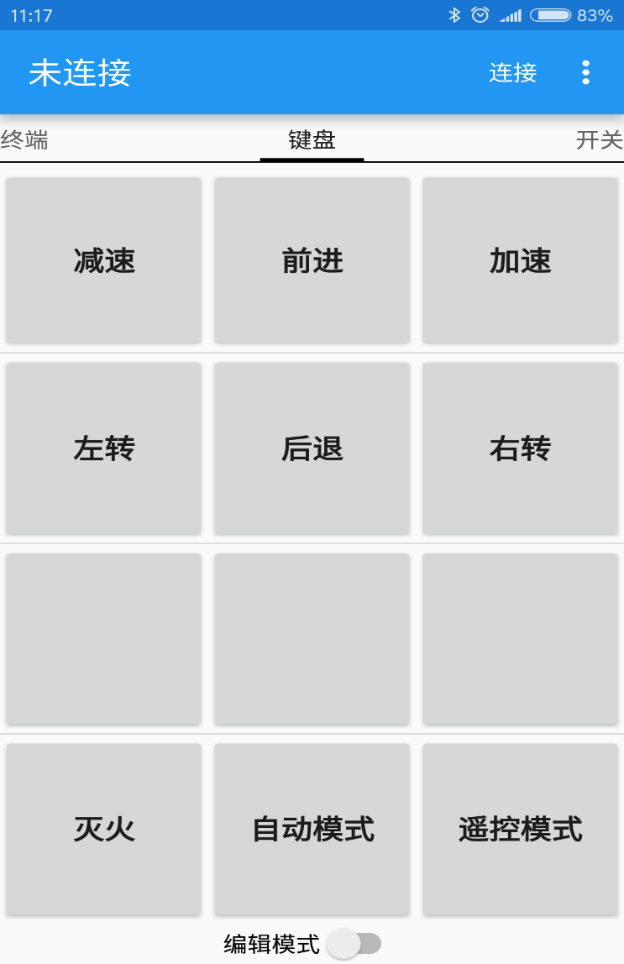 11:17 83%
未连接 连接
终端 键盘 开关
减速 前进 加速
左转 后退 右转
灭火 自动模式 遥控模式
编辑模式